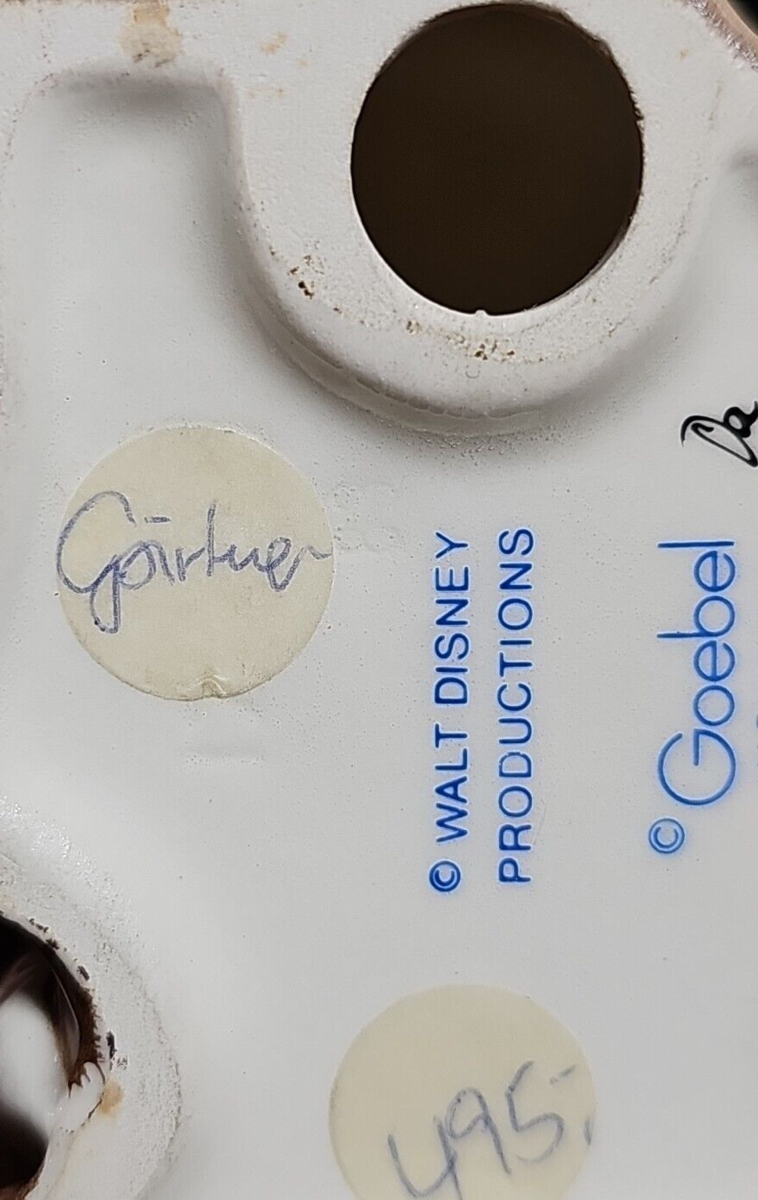 Gärtner
© WALT DISNEY
PRODUCTIONS
© Goebel
495,-